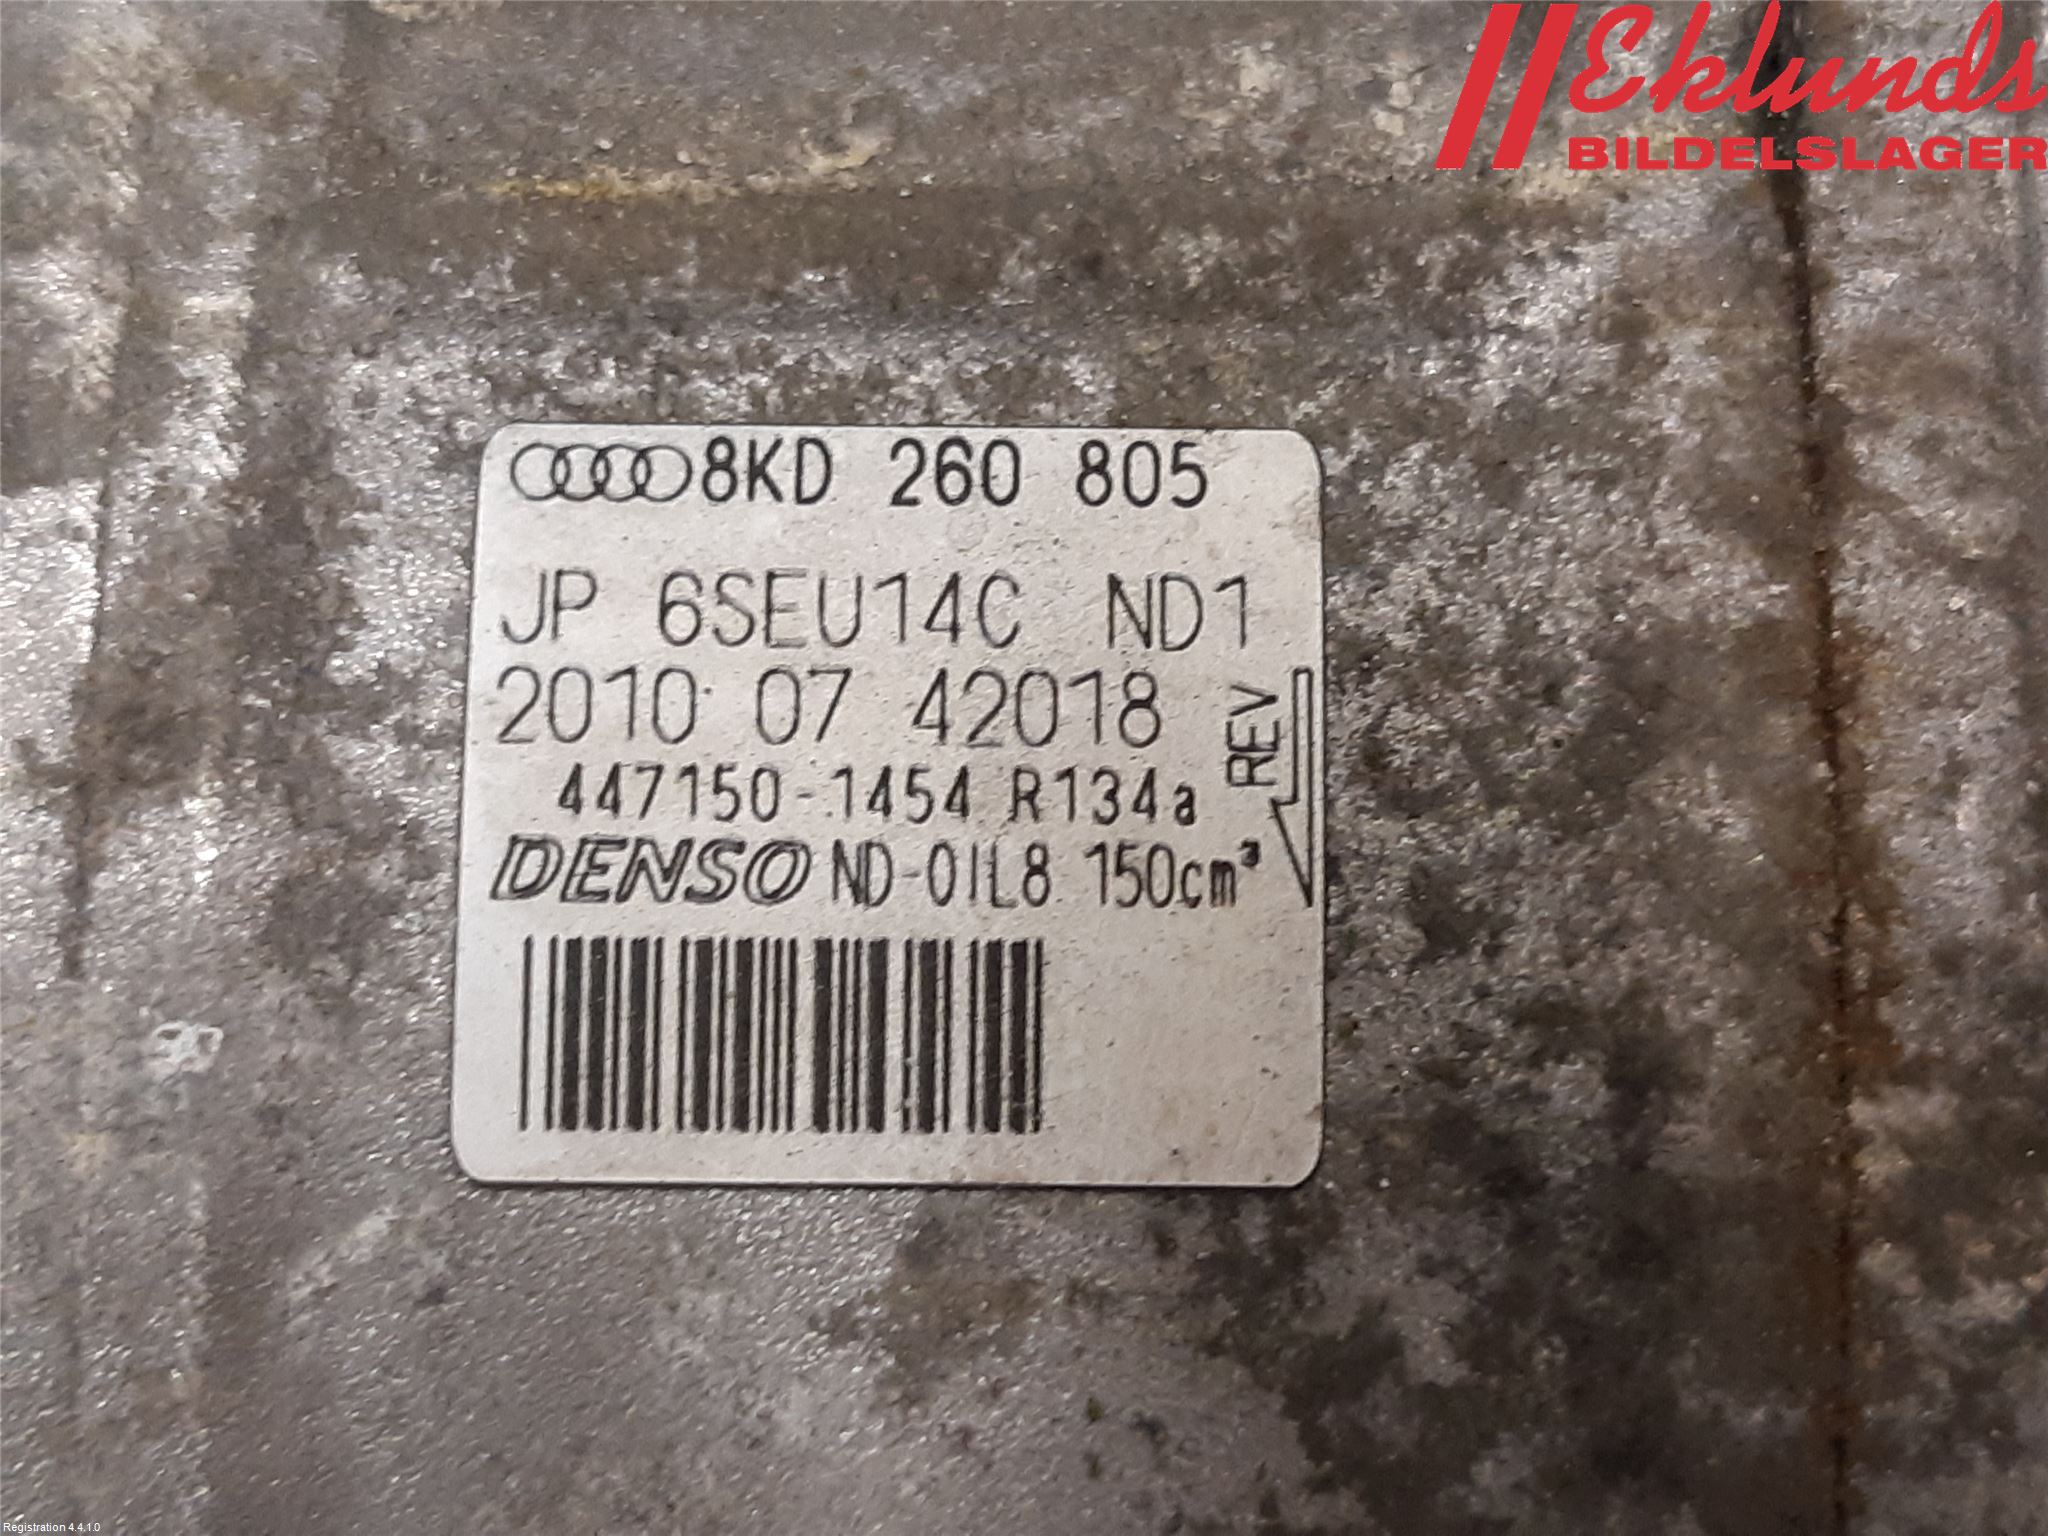 Eklunds
BILDELSLAGER
8KD 260 805
JP 6SEU14C ND1
2010 07 42018
REV
447150-1454 R134a
DENSO ND-OIL8 150cm³
Registration 4.4.1.0